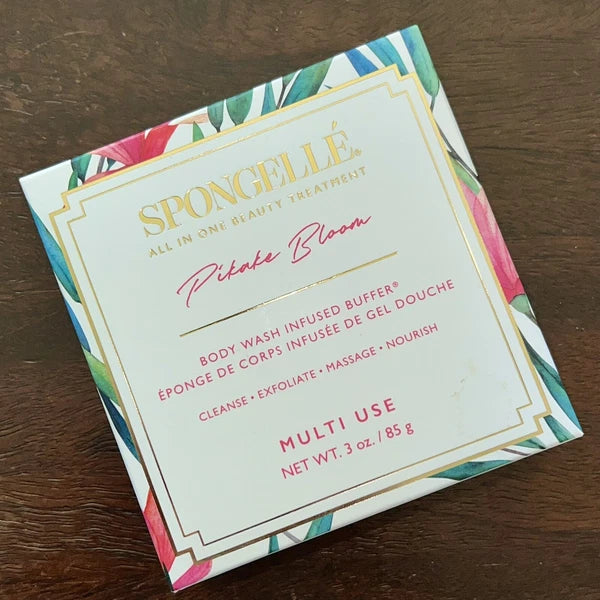 SPONGELLÉ®
ALL IN ONE BEAUTY TREATMENT
Pikake Bloom
BODY WASH INFUSED BUFFER®
ÉPONGE DE CORPS INFUSÉE DE GEL DOUCHE
CLEANSE • EXFOLIATE • MASSAGE • NOURISH
MULTI USE
NET WT. 3 oz. / 85 g